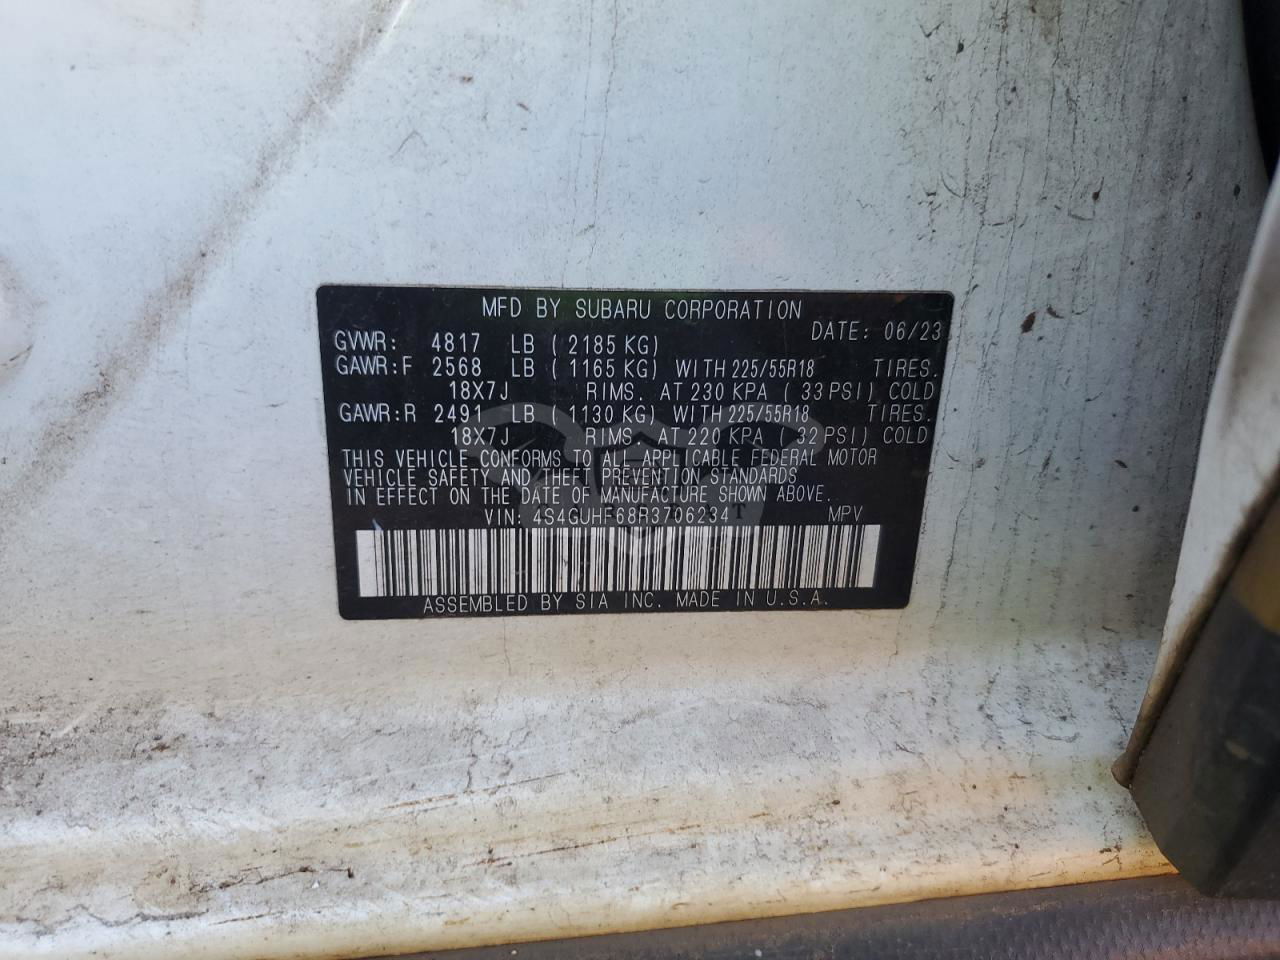 MFD BY SUBARU CORPORATION
DATE: 06/23
GVWR: 4817 LB ( 2185 KG)
GAWR:F 2568 LB ( 1165 KG) WITH 225/55R18 TIRES.
18X7J RIMS. AT 230 KPA ( 33 PSI) COLD
GAWR:R 2491 LB ( 1130 KG) WITH 225/55R18 TIRES.
18X7J RIMS. AT 220 KPA ( 32 PSI) COLD
THIS VEHICLE CONFORMS TO ALL APPLICABLE FEDERAL MOTOR
VEHICLE SAFETY AND THEFT PREVENTION STANDARDS
IN EFFECT ON THE DATE OF MANUFACTURE SHOWN ABOVE.
VIN: 4S4GUHF68R3706234 MPV
ASSEMBLED BY SIA INC. MADE IN U.S.A.